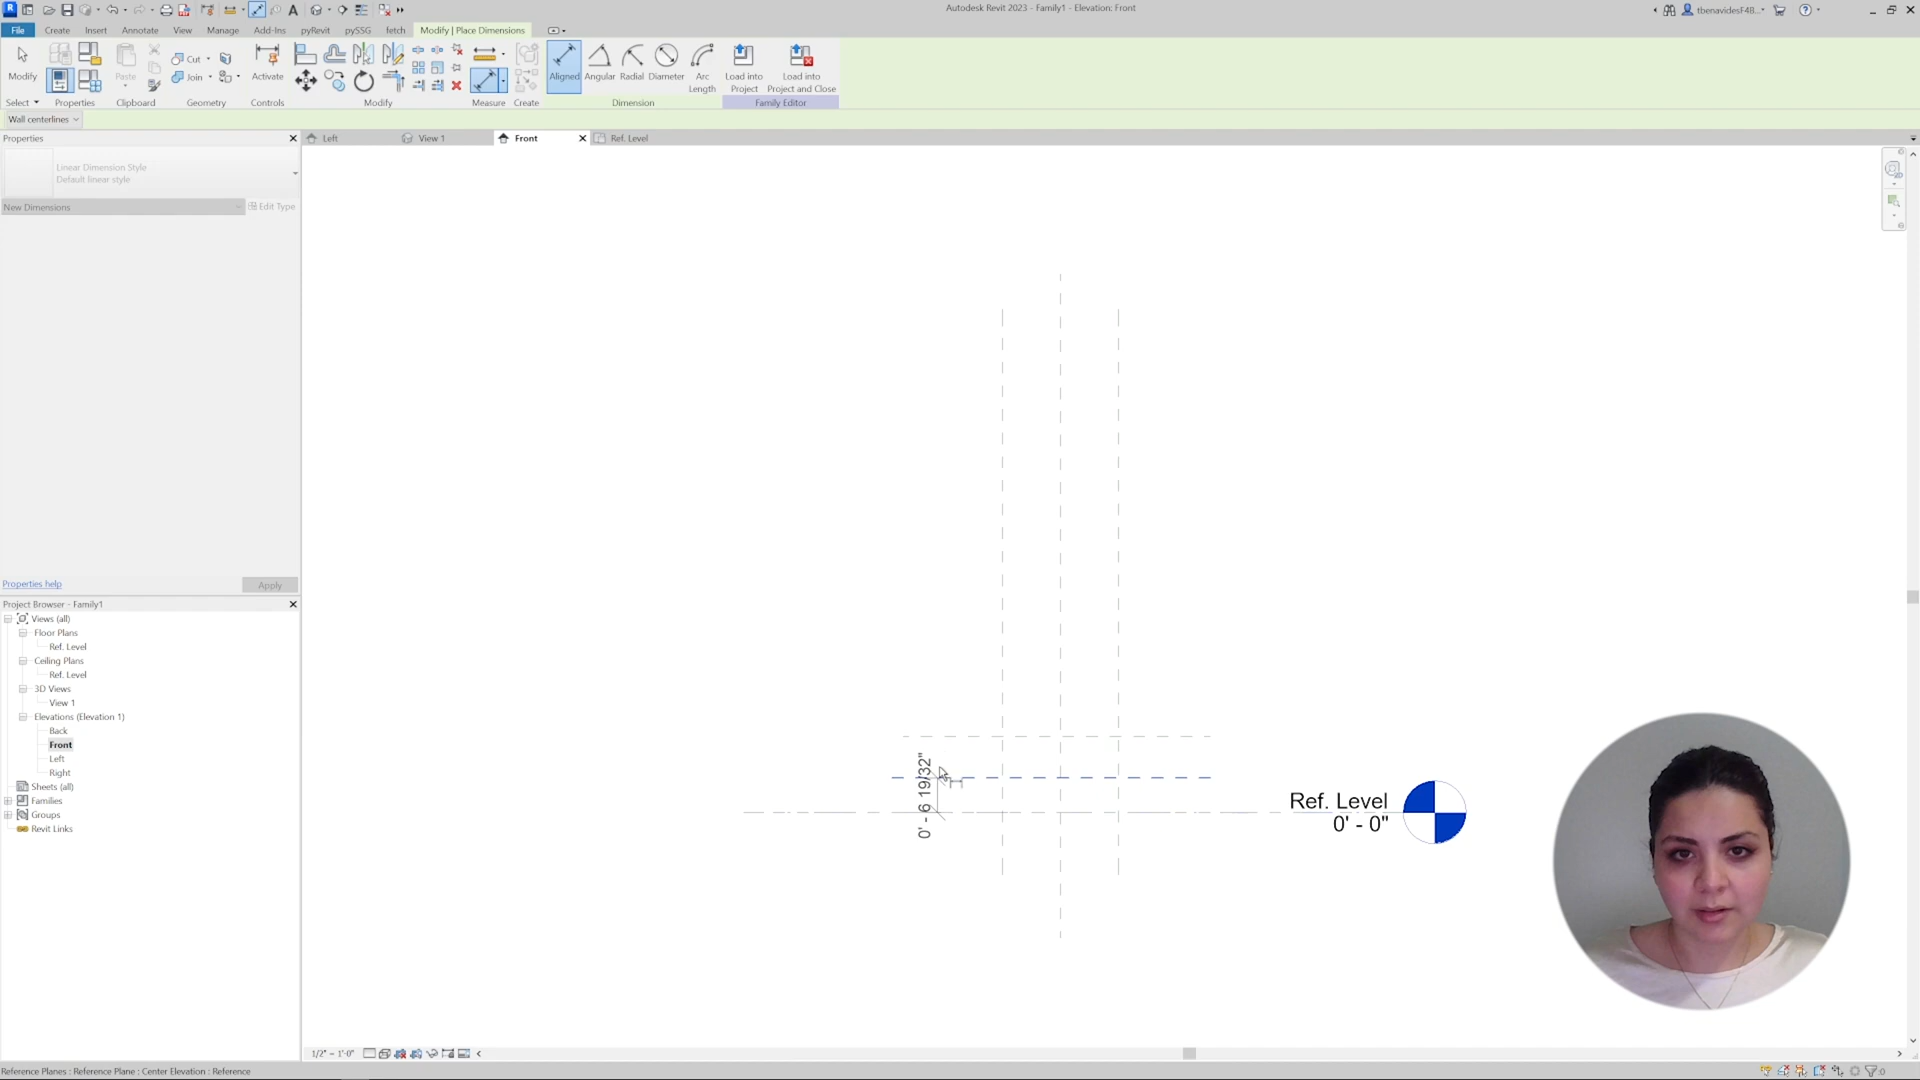 Autodesk Revit 2023 - Family1 - Elevation: Front
tbenavidesF4B...
File
Create
Insert
Annotate
View
Manage
Add-Ins
pyRevit
pySSG
fetch
Modify | Place Dimensions
Modify
Paste
Cut
Join
Activate
Aligned
Angular
Radial
Diameter
Arc
Length
Load into
Project
Load into
Project and Close
Select
Properties
Clipboard
Geometry
Controls
Modify
Measure
Create
Dimension
Family Editor
Wall centerlines
Properties
Left
View 1
Front
Ref. Level
Linear Dimension Style
Default linear style
New Dimensions
Edit Type
0' - 6 19/32"
Ref. Level
0' - 0"
Properties help
Apply
Project Browser - Family1
Views (all)
Floor Plans
Ref. Level
Ceiling Plans
Ref. Level
3D Views
View 1
Elevations (Elevation 1)
Back
Front
Left
Right
Sheets (all)
Families
Groups
Revit Links
1/2" = 1'-0"
Reference Planes : Reference Plane : Center Elevation : Reference
:0